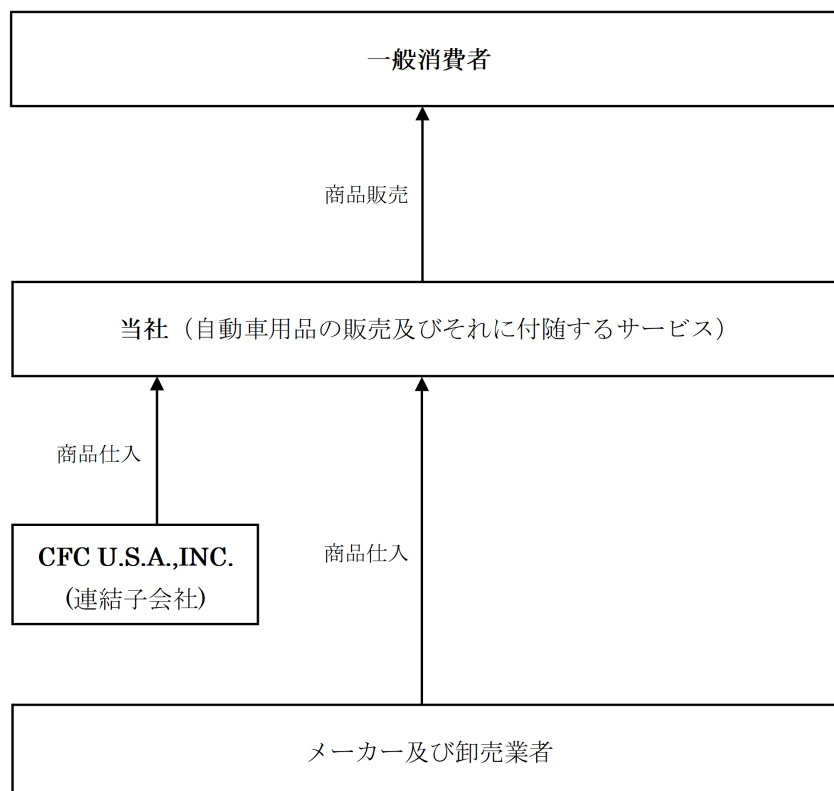 一般消費者
商品販売
当社（自動車用品の販売及びそれに付随するサービス）
商品仕入
CFC U.S.A.,INC.
(連結子会社)
商品仕入
メーカー及び卸売業者